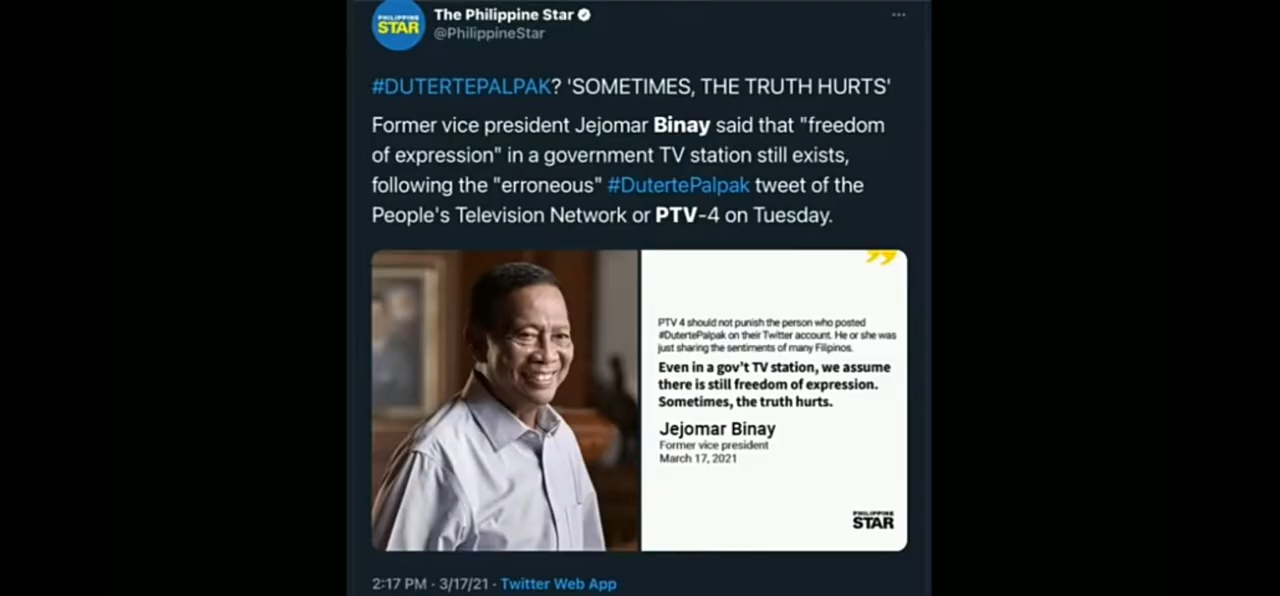 PHILIPPINE
STAR
The Philippine Star
@PhilippineStar
#DUTERTEPALPAK? 'SOMETIMES, THE TRUTH HURTS'
Former vice president Jejomar Binay said that "freedom
of expression" in a government TV station still exists,
following the "erroneous" #DutertePalpak tweet of the
People's Television Network or PTV-4 on Tuesday.
PTV 4 should not punish the person who posted
#DutertePalpak on their Twitter account. He or she was
just sharing the sentiments of many Filipinos.
Even in a gov't TV station, we assume
there is still freedom of expression.
Sometimes, the truth hurts.
Jejomar Binay
Former vice president
March 17, 2021
PHILIPPINE
STAR
2:17 PM · 3/17/21 · Twitter Web App